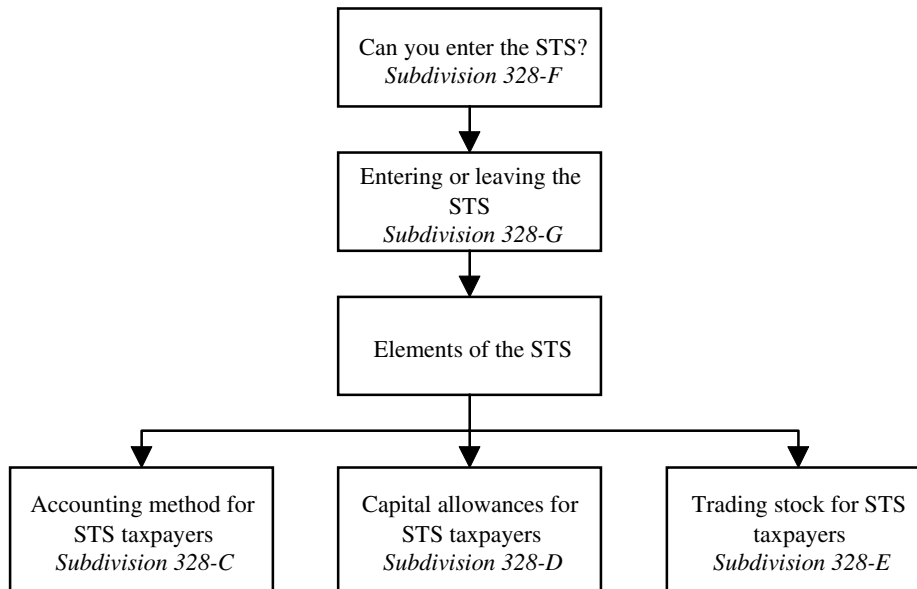 Can you enter the STS?
Subdivision 328-F
Entering or leaving the
STS
Subdivision 328-G
Elements of the STS
Accounting method for
STS taxpayers
Subdivision 328-C
Capital allowances for
STS taxpayers
Subdivision 328-D
Trading stock for STS
taxpayers
Subdivision 328-E